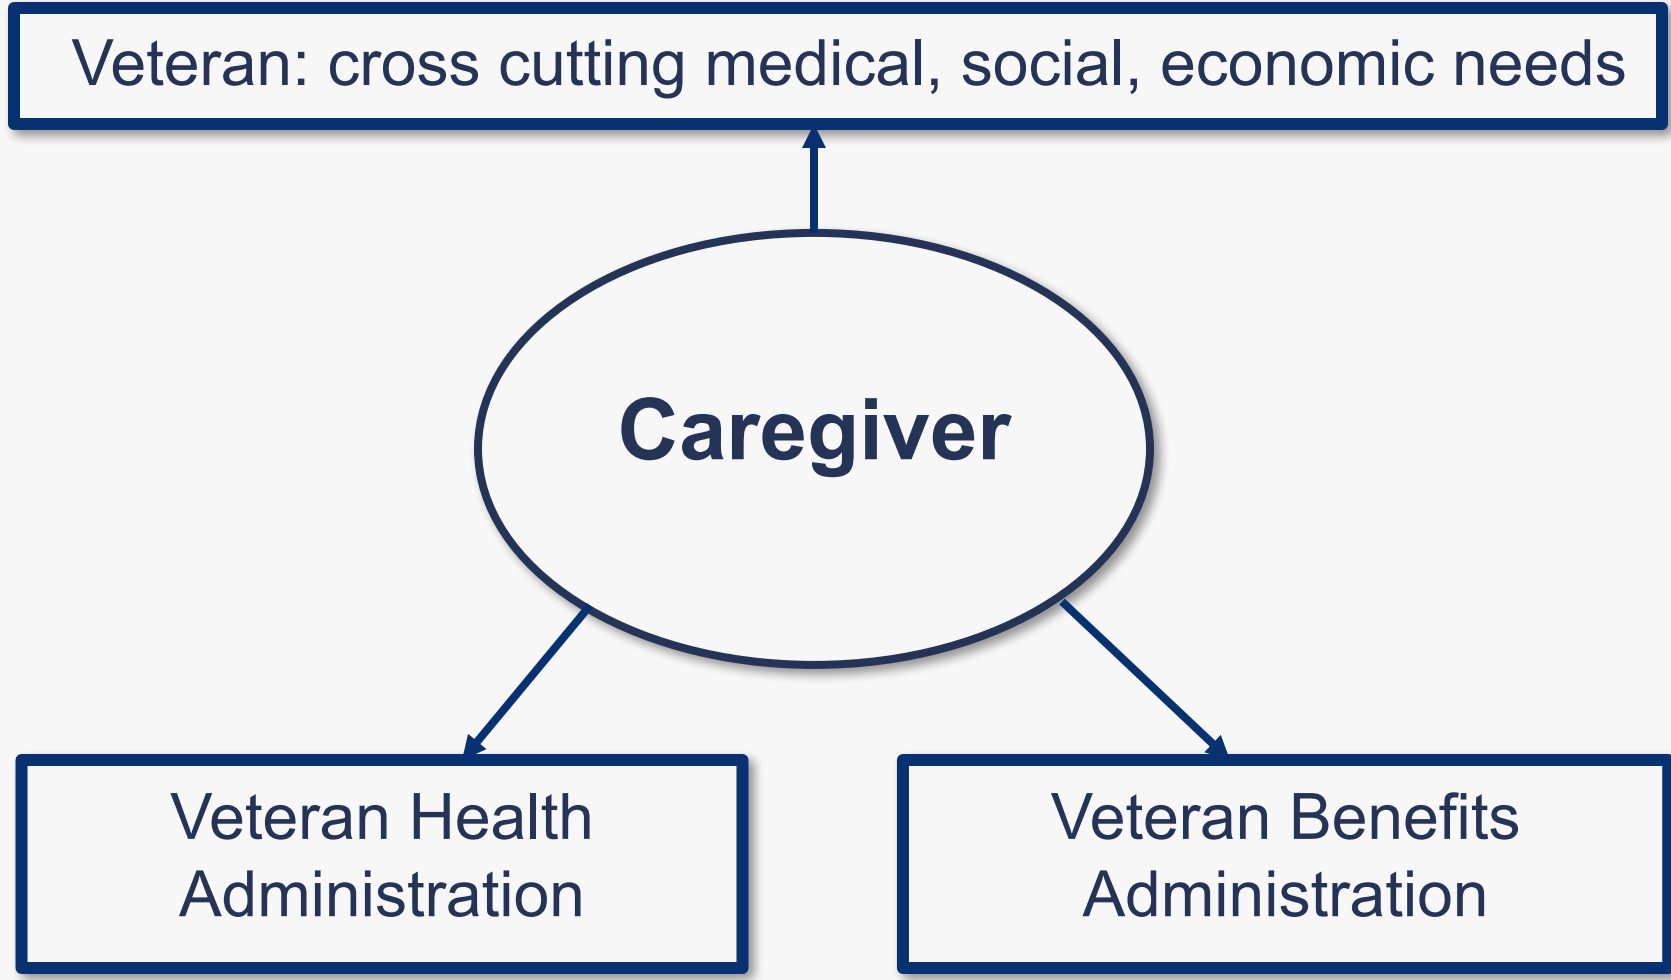 Veteran: cross cutting medical, social, economic needs
Caregiver
Veteran Health
Administration
Veteran Benefits
Administration